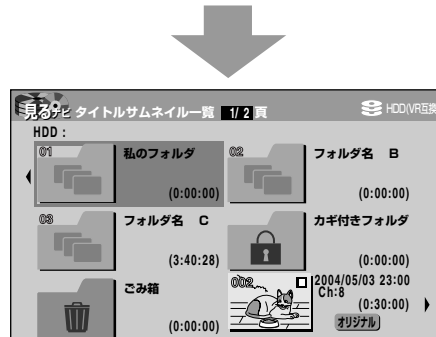 見るナビ タイトルサムネイル一覧 1/2 頁 HDD(VR互換
HDD :
01 私のフォルダ (0:00:00)
02 フォルダ名 B (0:00:00)
03 フォルダ名 C (3:40:28)
カギ付きフォルダ (0:00:00)
ごみ箱 (0:00:00)
002 2004/05/03 23:00
Ch:8
(0:30:00)
オリジナル